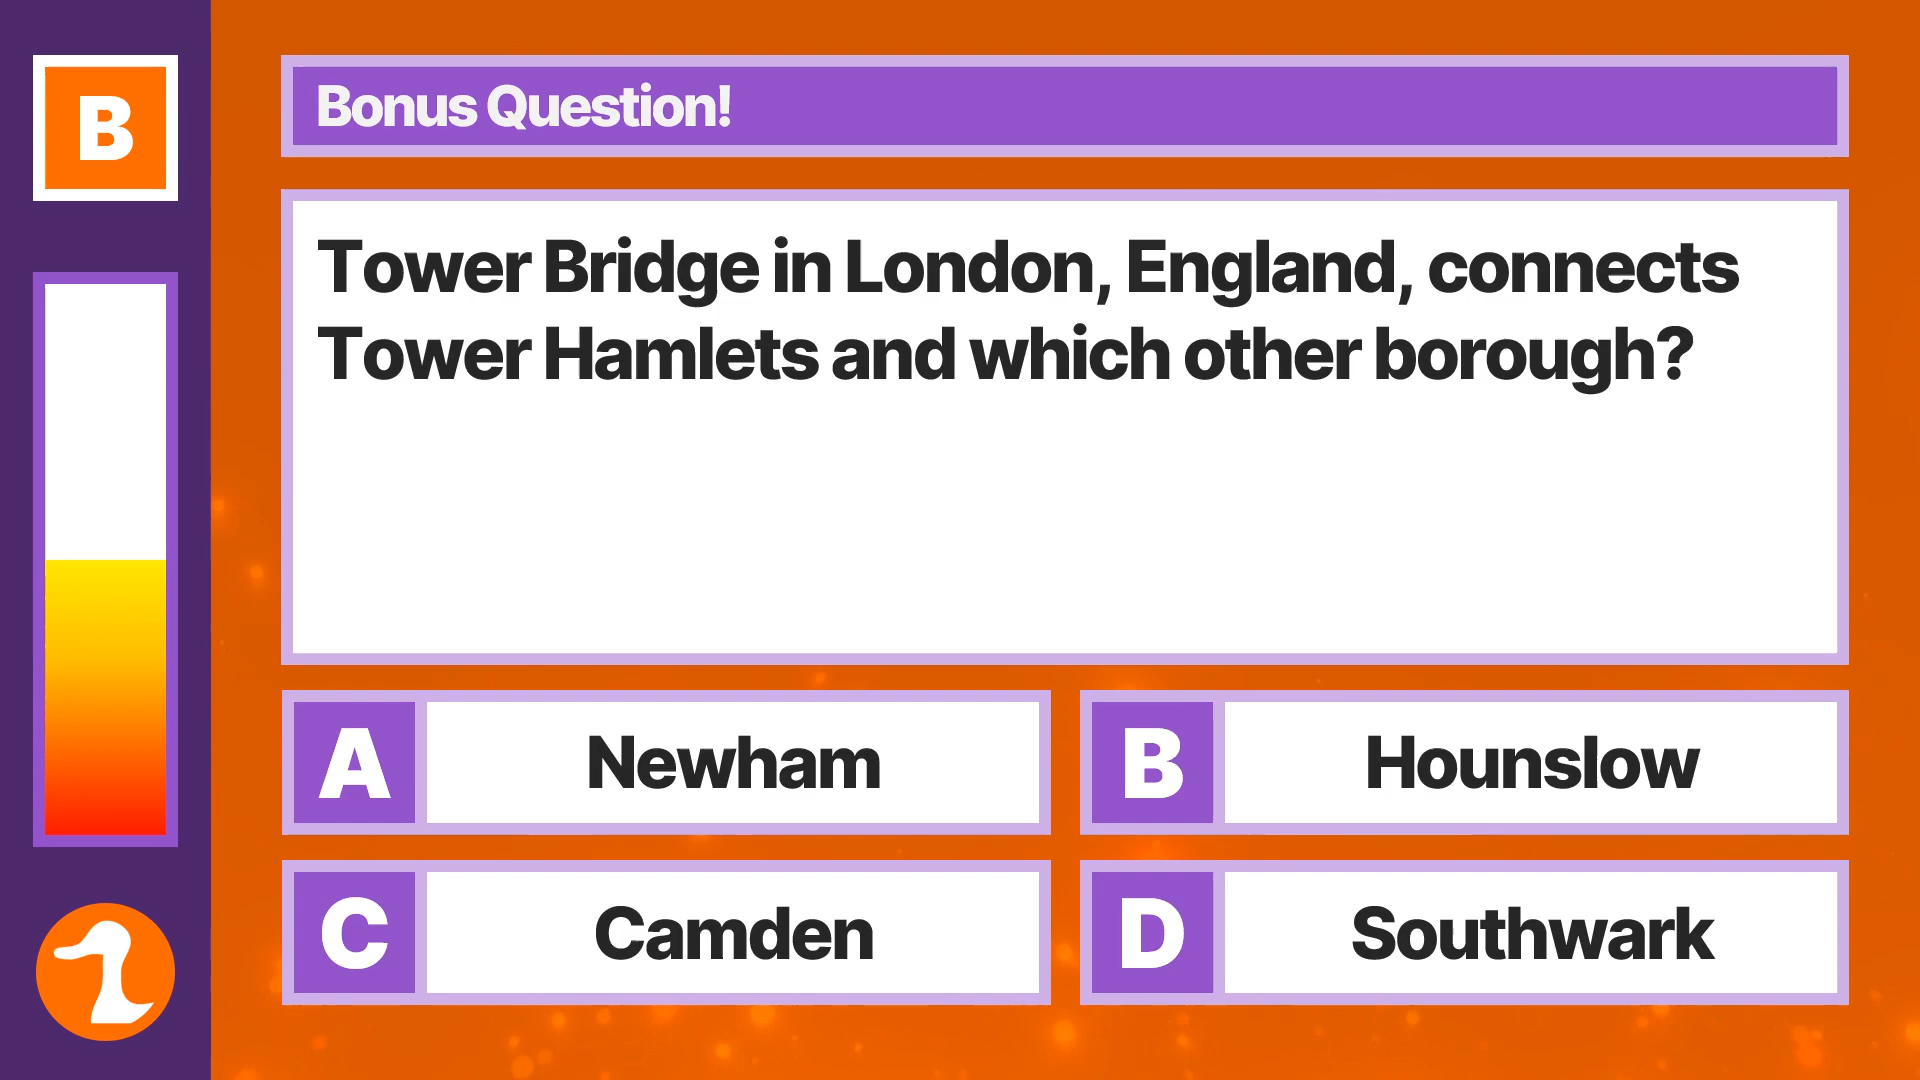 B
Bonus Question!
Tower Bridge in London, England, connects
Tower Hamlets and which other borough?
A Newham
B Hounslow
C Camden
D Southwark